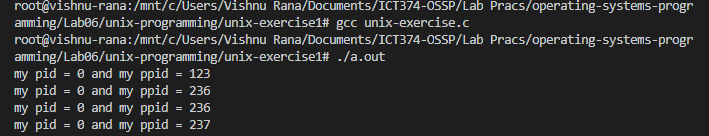 root@vishnu-rana:/mnt/c/Users/Vishnu Rana/Documents/ICT374-OSSP/Lab Pracs/operating-systems-progr
amming/Lab06/unix-programming/unix-exercise1# gcc unix-exercise.c
root@vishnu-rana:/mnt/c/Users/Vishnu Rana/Documents/ICT374-OSSP/Lab Pracs/operating-systems-progr
amming/Lab06/unix-programming/unix-exercise1# ./a.out
my pid = 0 and my ppid = 123
my pid = 0 and my ppid = 236
my pid = 0 and my ppid = 236
my pid = 0 and my ppid = 237